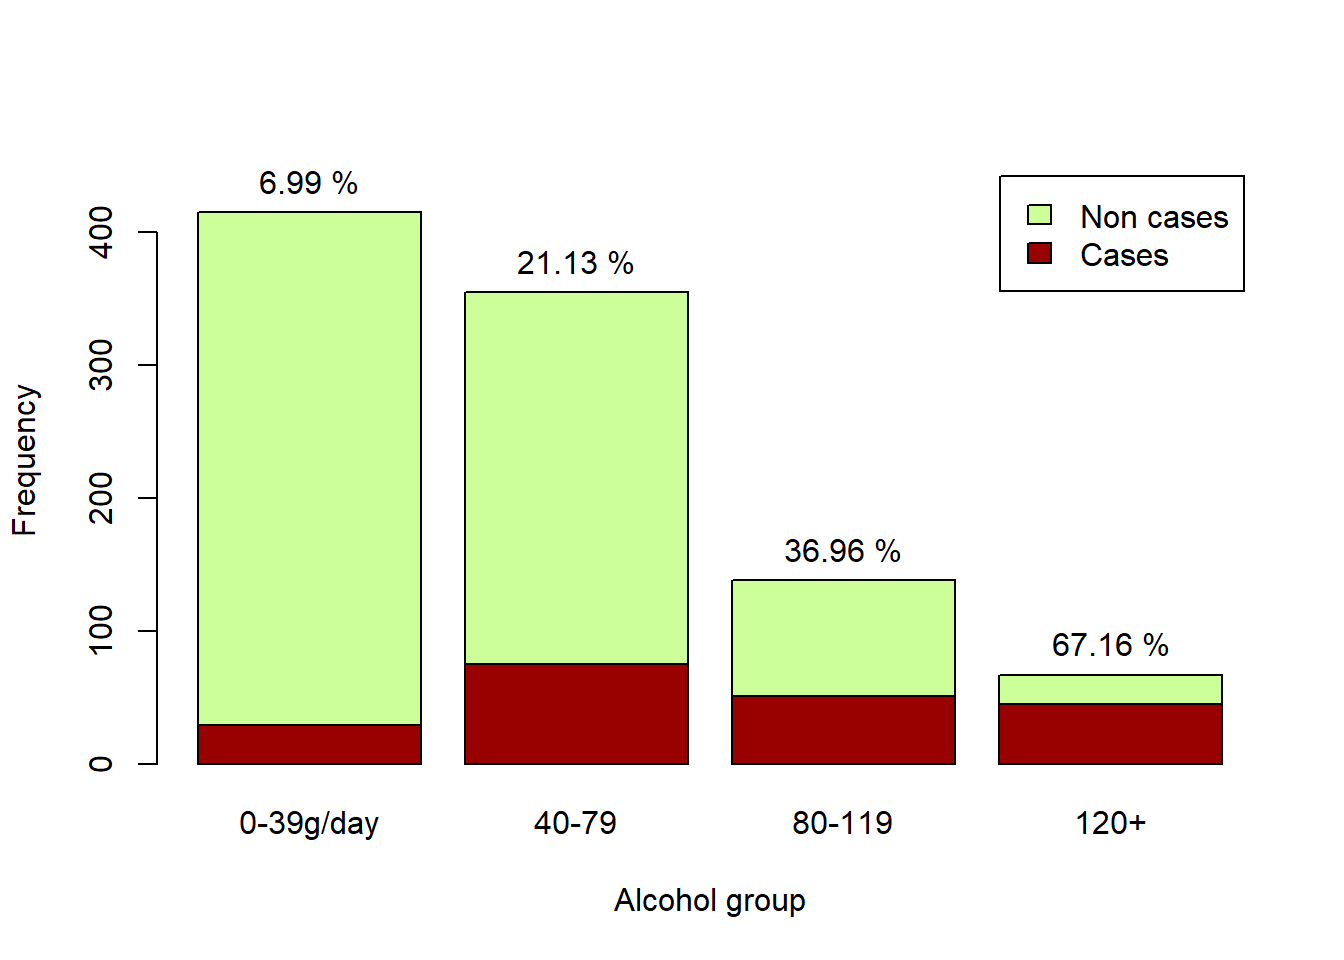 6.99 %
21.13 %
36.96 %
67.16 %
Non cases
Cases
Frequency
400
300
200
100
0
0-39g/day
40-79
80-119
120+
Alcohol group